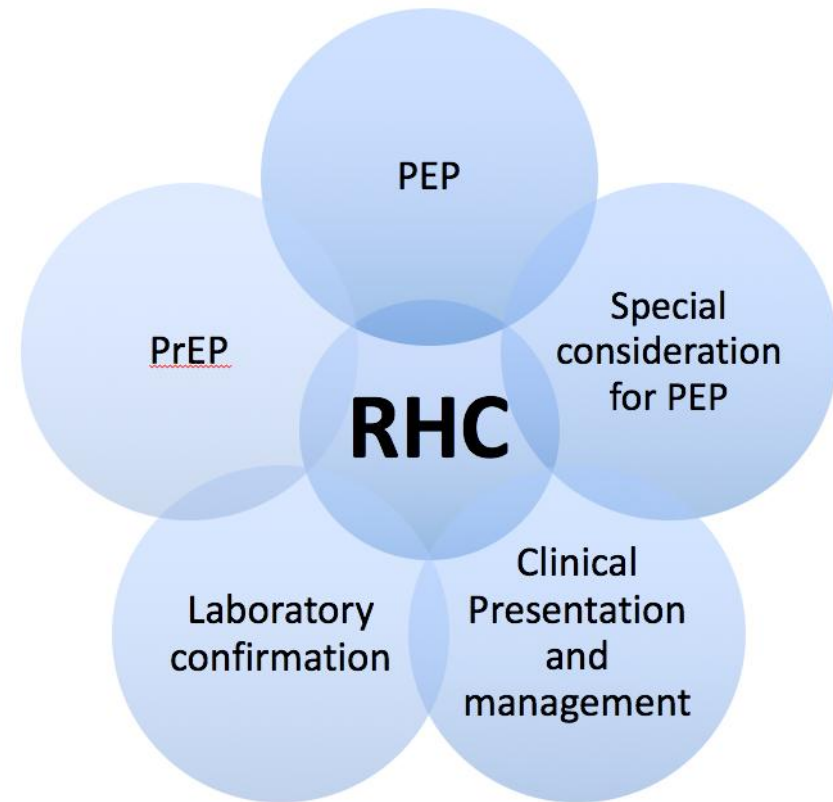 PEP
Special
consideration
for PEP
PrEP
RHC
Clinical
Presentation
and
management
Laboratory
confirmation